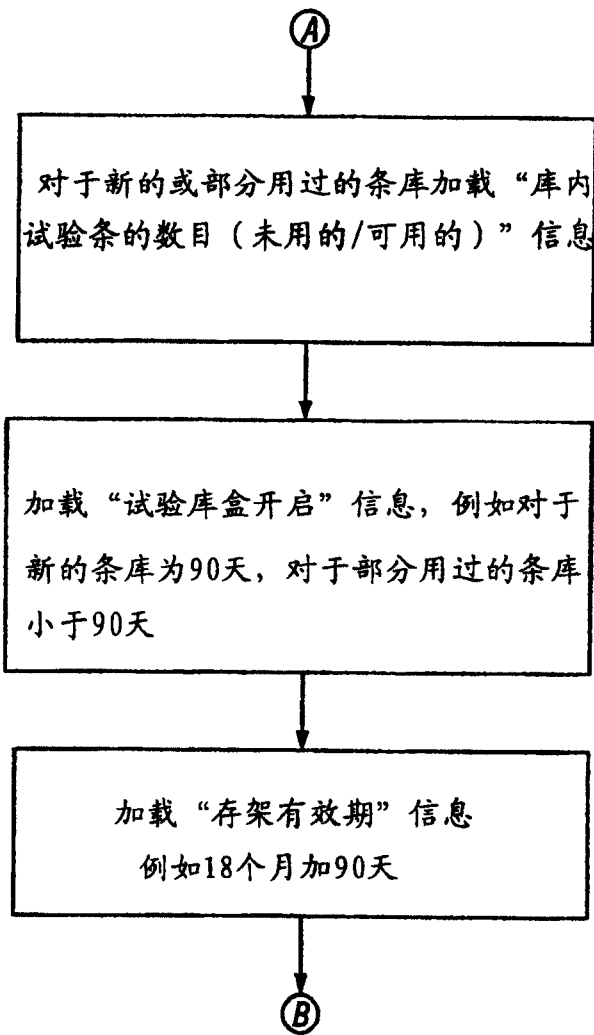 A
对于新的或部分用过的条库加载“库内
试验条的数目（未用的/可用的）”信息
加载“试验库盒开启”信息，例如对于
新的条库为90天，对于部分用过的条库
小于90天
加载“存架有效期”信息
例如18个月加90天
B